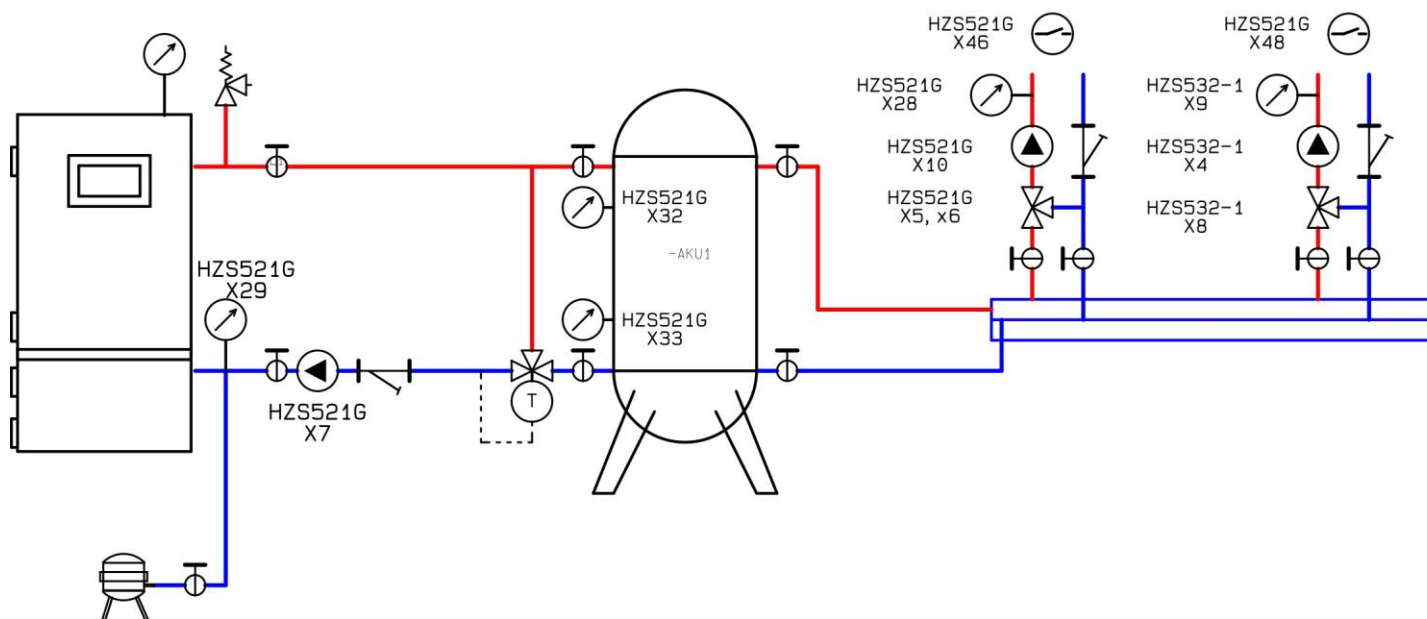 HZS521G
X46
HZS521G
X48
HZS521G
X28
HZS532-1
X9
HZS521G
X10
HZS532-1
X4
HZS521G
X5, x6
HZS532-1
X8
HZS521G
X32
-AKU1
HZS521G
X29
HZS521G
X33
T
HZS521G
X7